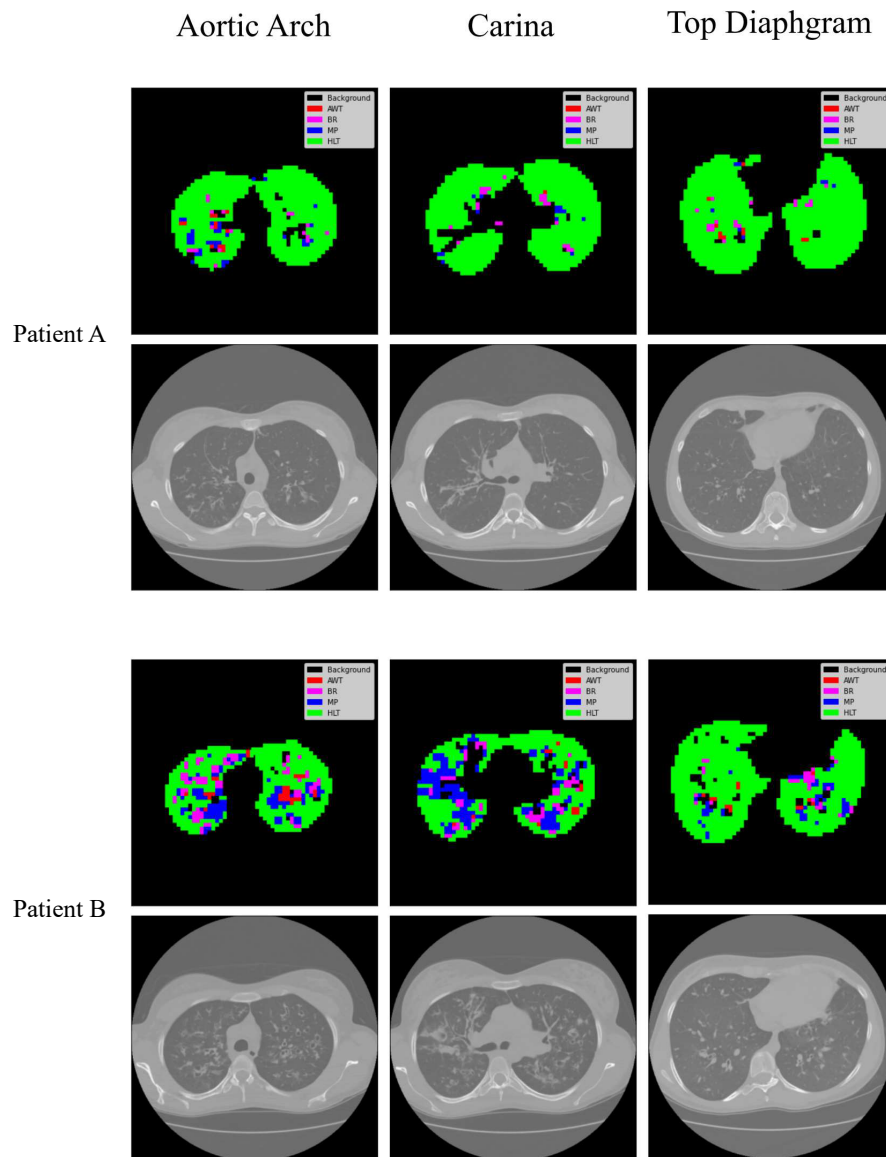 Aortic Arch
Carina
Top Diaphgram
Background
AWT
BR
MP
HLT
Background
AWT
BR
MP
HLT
Background
AWT
BR
MP
HLT
Patient A
Background
AWT
BR
MP
HLT
Background
AWT
BR
MP
HLT
Background
AWT
BR
MP
HLT
Patient B